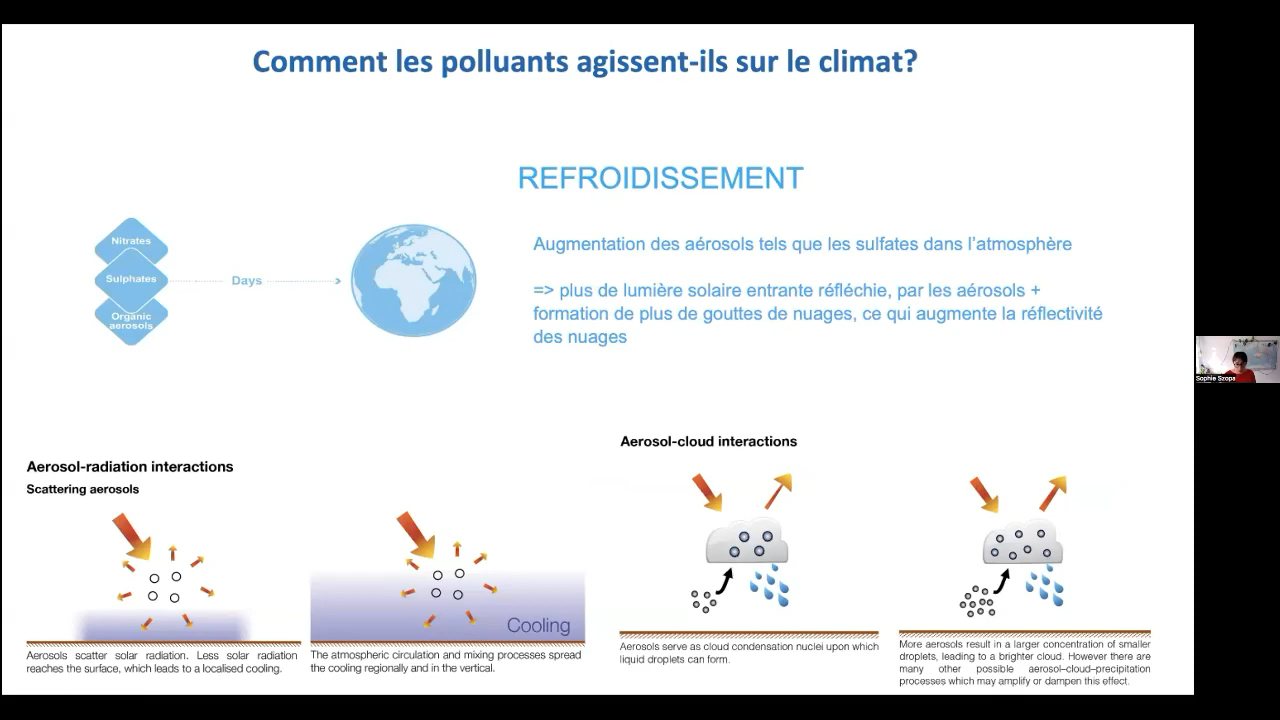 Comment les polluants agissent-ils sur le climat?
REFROIDISSEMENT
Nitrates
Sulphates
Organic
aerosols
Days
Augmentation des aérosols tels que les sulfates dans l'atmosphère
=> plus de lumière solaire entrante réfléchie, par les aérosols +
formation de plus de gouttes de nuages, ce qui augmente la réflectivité
des nuages
Sophie Szopa
Aerosol-radiation interactions
Scattering aerosols
Cooling
Aerosols scatter solar radiation. Less solar radiation
reaches the surface, which leads to a localised cooling.
The atmospheric circulation and mixing processes spread
the cooling regionally and in the vertical.
Aerosol-cloud interactions
Aerosols serve as cloud condensation nuclei upon which
liquid droplets can form.
More aerosols result in a larger concentration of smaller
droplets, leading to a brighter cloud. However there are
many other possible aerosol–cloud–precipitation
processes which may amplify or dampen this effect.